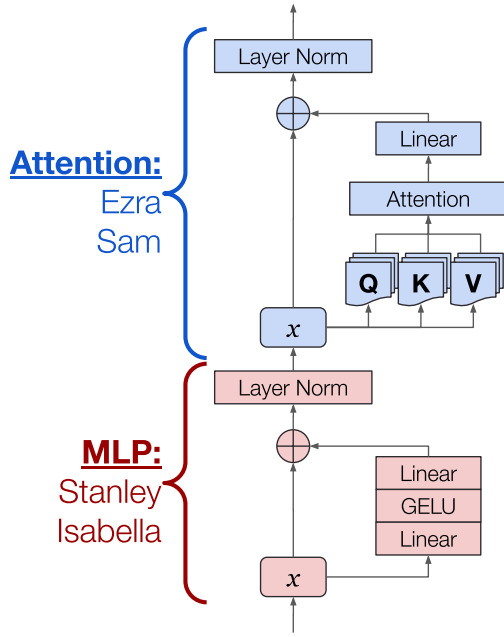 Layer Norm
Linear
Attention:
Ezra
Sam
Attention
Q K V
x
Layer Norm
MLP:
Stanley
Isabella
Linear
GELU
Linear
x